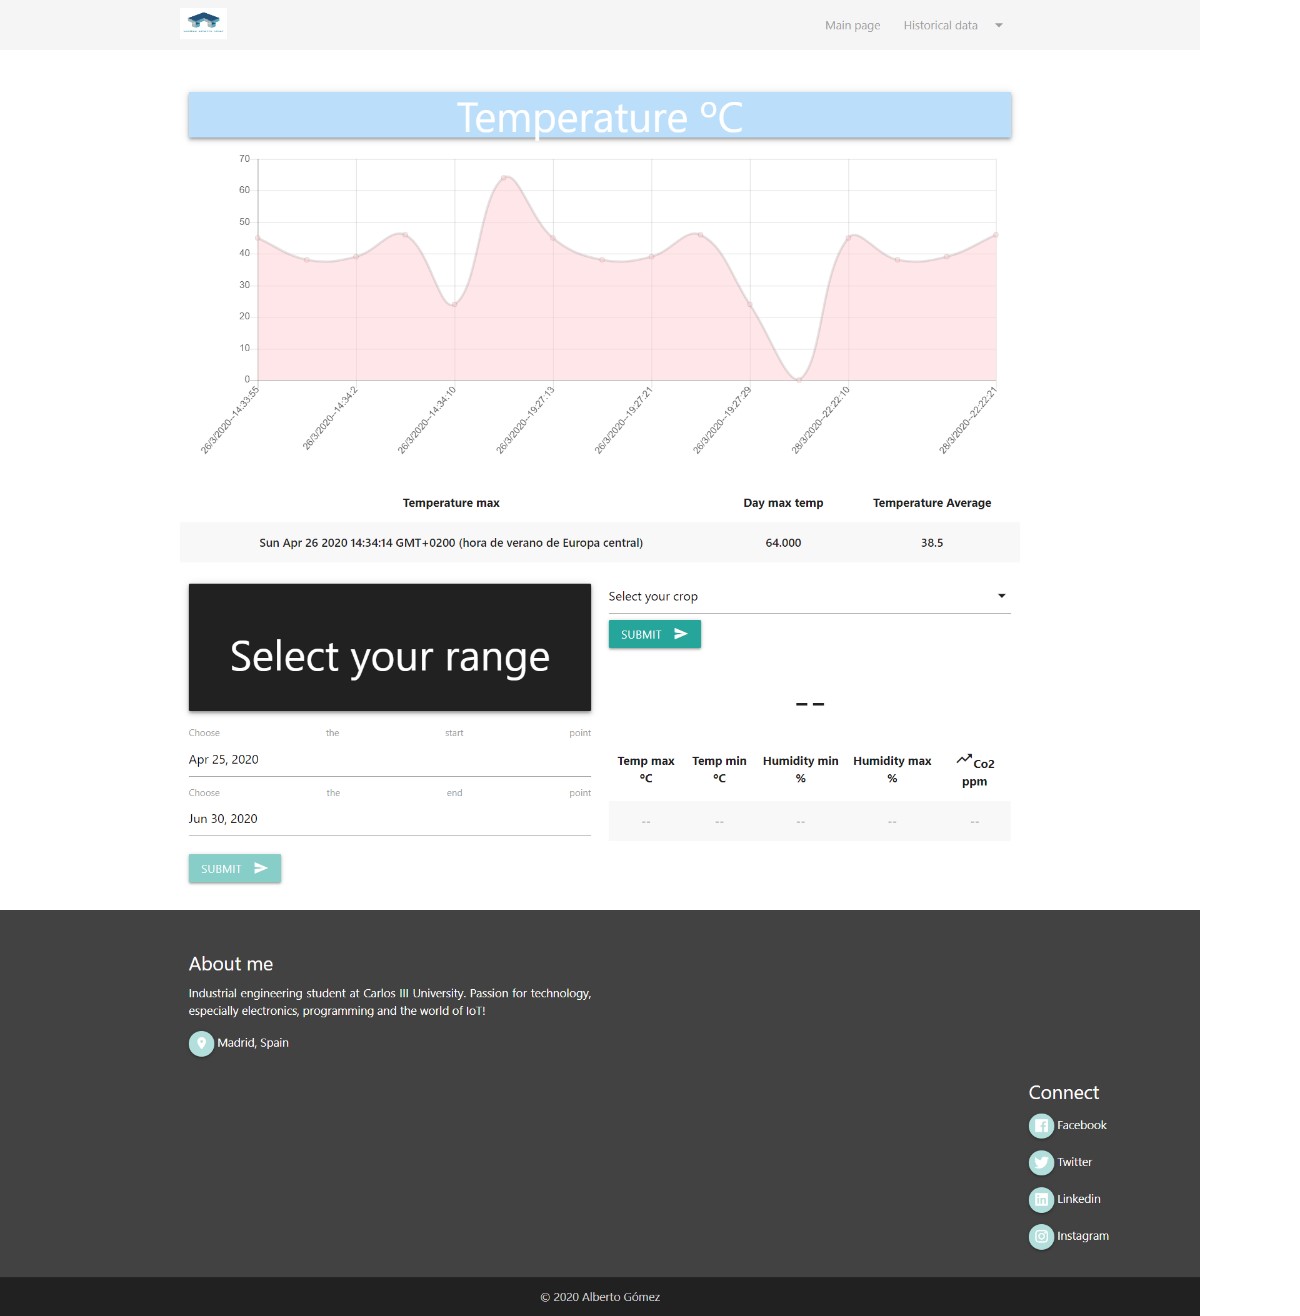 Main page
Historical data
Temperature ºC
70
60
50
40
30
20
10
0
26/3/2020--14:33:55
26/3/2020--14:34:2
26/3/2020--14:34:10
26/3/2020--19:27:13
26/3/2020--19:27:21
26/3/2020--19:27:29
28/3/2020--22:22:10
28/3/2020--22:22:21
Temperature max Day max temp Temperature Average
Sun Apr 26 2020 14:34:14 GMT+0200 (hora de verano de Europa central) 64.000 38.5
Select your range
Choose the start point
Apr 25, 2020
Choose the end point
Jun 30, 2020
SUBMIT
Select your crop
SUBMIT
--
Temp max ºC
Temp min ºC
Humidity min %
Humidity max %
Co2 ppm
-- -- -- -- --
About me
Industrial engineering student at Carlos III University. Passion for technology,
especially electronics, programming and the world of IoT!
Madrid, Spain
Connect
Facebook
Twitter
Linkedin
Instagram
© 2020 Alberto Gómez